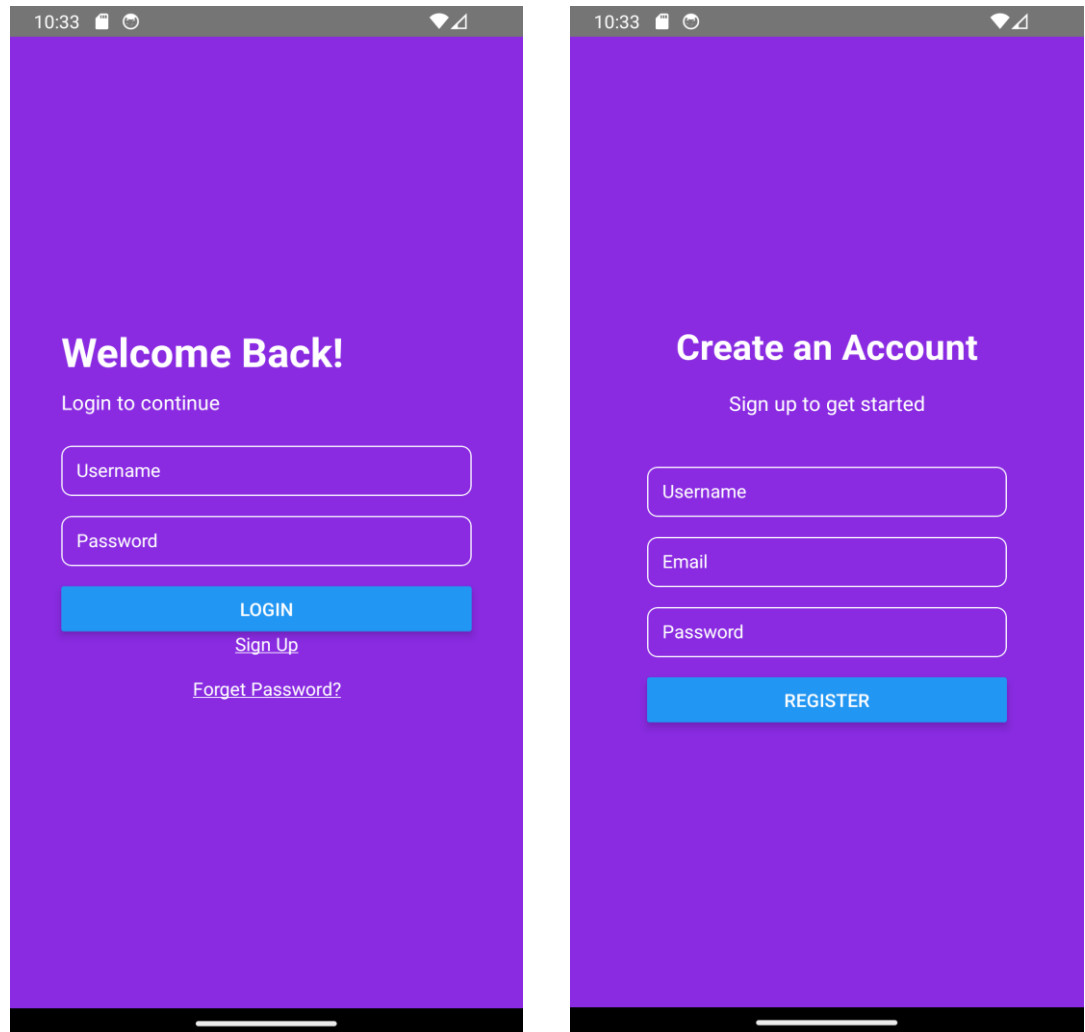 10:33
Welcome Back!
Login to continue
Username
Password
LOGIN
Sign Up
Forget Password?
10:33
Create an Account
Sign up to get started
Username
Email
Password
REGISTER